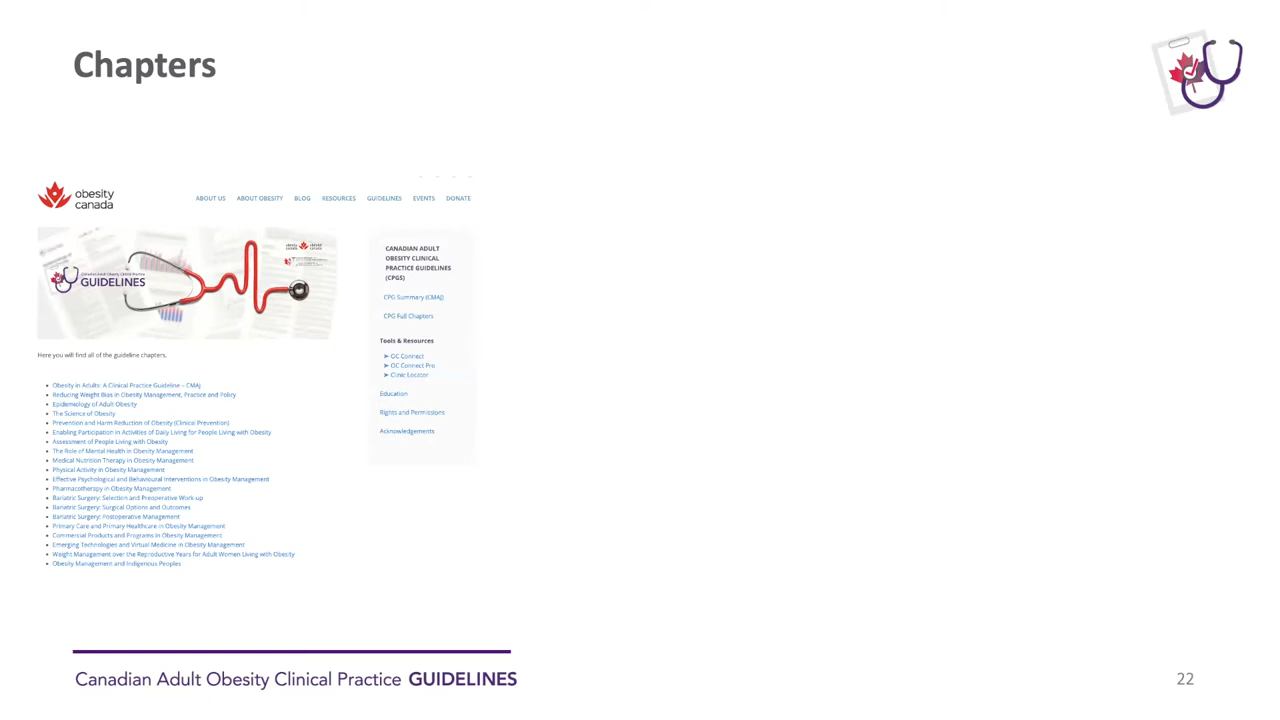 Chapters
obesity
canada
ABOUT US ABOUT OBESITY BLOG RESOURCES GUIDELINES EVENTS DONATE
Canadian Adult Obesity Clinical Practice
GUIDELINES
CANADIAN ADULT
OBESITY CLINICAL
PRACTICE GUIDELINES
(CPGS)
CPG Summary (CMAJ)
CPG Full Chapters
Tools & Resources
➤ OC Connect
➤ OC Connect Pro
➤ Clinic Locator
Education
Rights and Permissions
Acknowledgements
Here you will find all of the guideline chapters.
• Obesity in Adults: A Clinical Practice Guideline – CMAJ
• Reducing Weight Bias in Obesity Management, Practice and Policy
• Epidemiology of Adult Obesity
• The Science of Obesity
• Prevention and Harm Reduction of Obesity (Clinical Prevention)
• Enabling Participation in Activities of Daily Living for People Living with Obesity
• Assessment of People Living with Obesity
• The Role of Mental Health in Obesity Management
• Medical Nutrition Therapy in Obesity Management
• Physical Activity in Obesity Management
• Effective Psychological and Behavioural Interventions in Obesity Management
• Pharmacotherapy in Obesity Management
• Bariatric Surgery: Selection and Preoperative Work-up
• Bariatric Surgery: Surgical Options and Outcomes
• Bariatric Surgery: Postoperative Management
• Primary Care and Primary Healthcare in Obesity Management
• Commercial Products and Programs in Obesity Management
• Emerging Technologies and Virtual Medicine in Obesity Management
• Weight Management over the Reproductive Years for Adult Women Living with Obesity
• Obesity Management and Indigenous Peoples
Canadian Adult Obesity Clinical Practice GUIDELINES
22